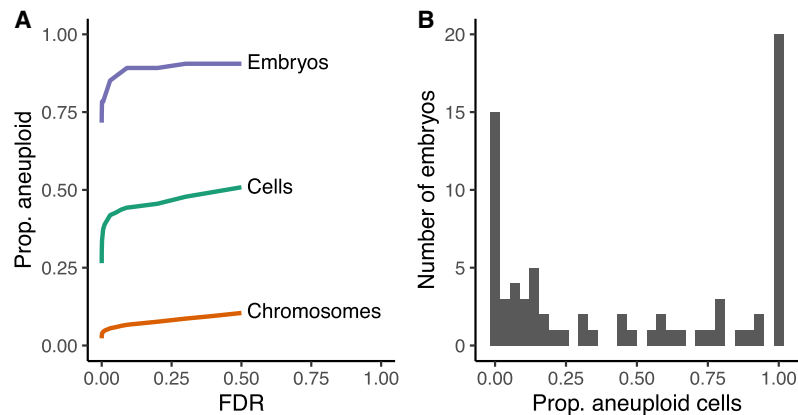 A
Prop. aneuploid
1.00
0.75
0.50
0.25
0.00
Embryos
Cells
Chromosomes
0.00 0.25 0.50 0.75 1.00
FDR
B
Number of embryos
20
15
10
5
0
0.00 0.25 0.50 0.75 1.00
Prop. aneuploid cells